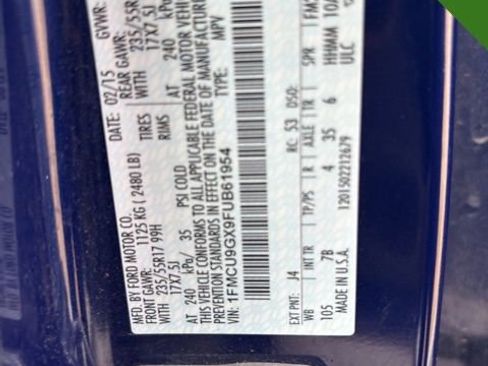 MFD. BY FORD MOTOR CO.
DATE: 02/15
GVWR:
FRONT GAWR:
1125 KG ( 2480 LB)
REAR GAWR:
WITH
235/55R17 99H
TIRES
WITH
235/55R
17X7.5J
RIMS
17X7.5J
AT 240 kPa/ 35 PSI COLD
AT 240 kPa
THIS VEHICLE CONFORMS TO ALL APPLICABLE FEDERAL MOTOR VEHIC
PREVENTION STANDARDS IN EFFECT ON THE DATE OF MANUFACTUR
VIN: 1FMCU9GX9FUB61954
TYPE: MPV
EXT PNT: J4
RC: 53
DSO:
WB
INT TR
TP/PS
R
AXLE
TR
SPR
105
7B
4
35
6
HHMM
MADE IN U.S.A.
1201502212679
ULC